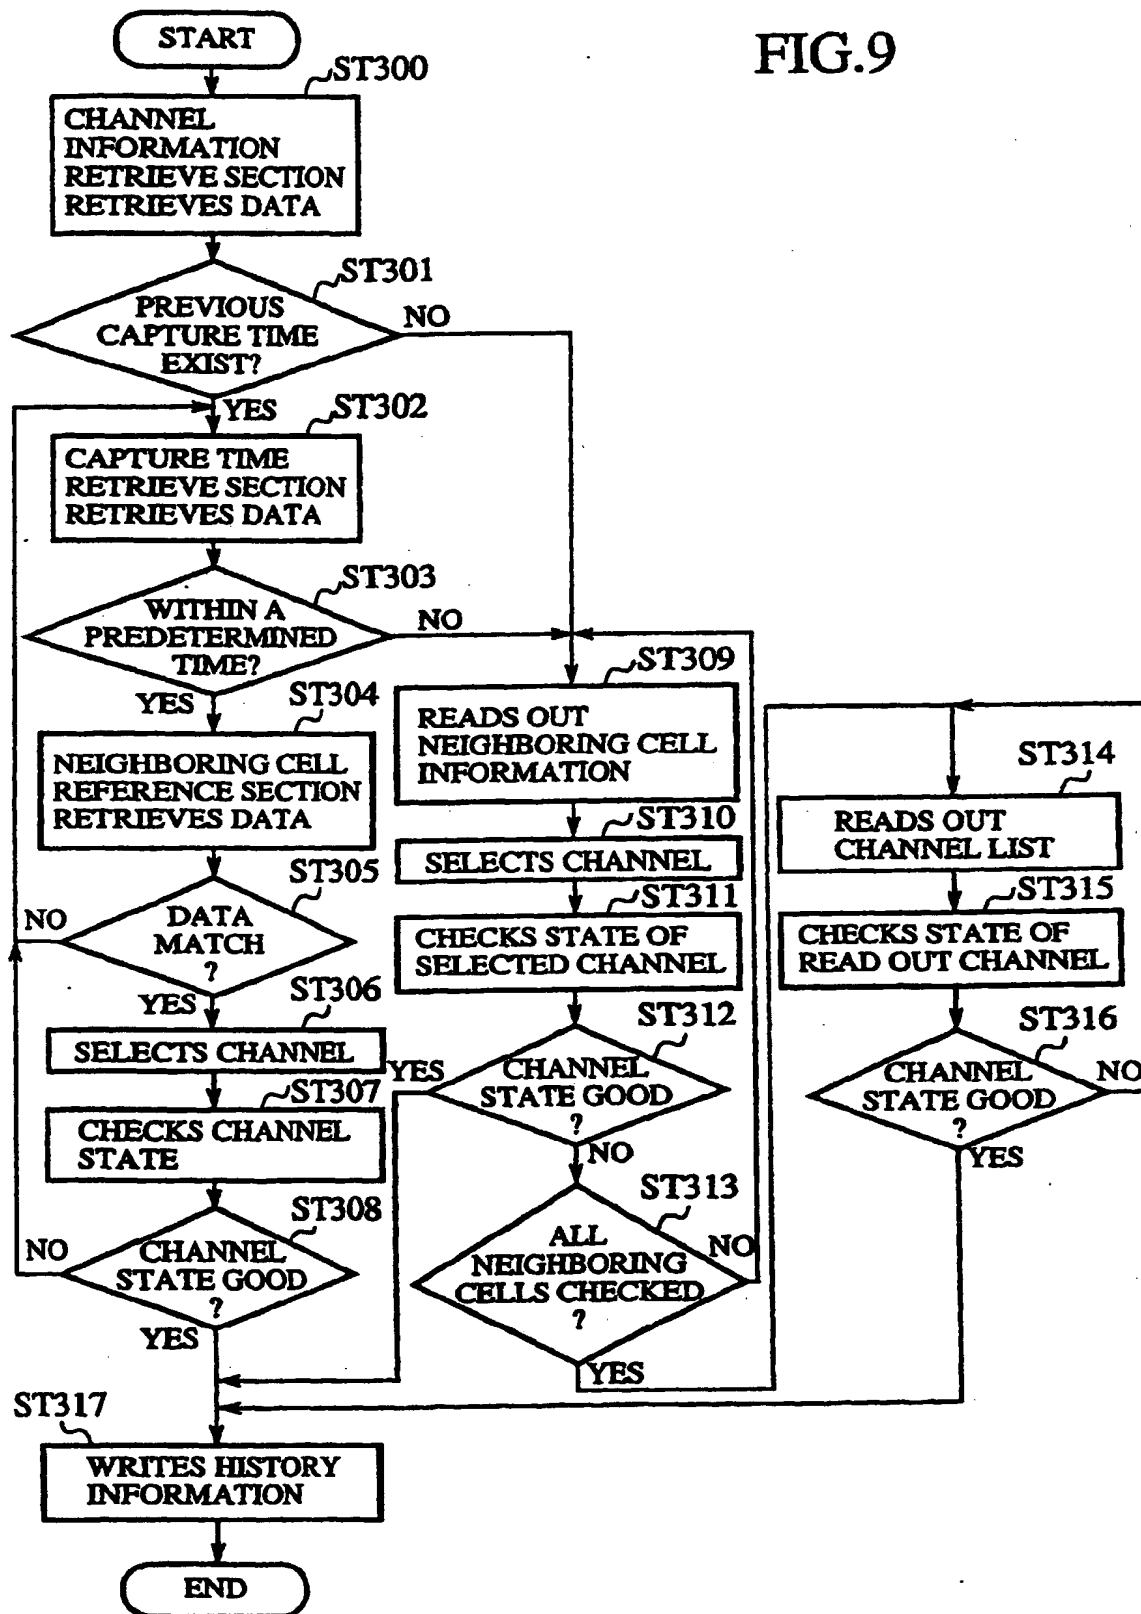 FIG.9
START
ST300
CHANNEL
INFORMATION
RETRIEVE SECTION
RETRIEVES DATA
ST301
PREVIOUS
CAPTURE TIME
EXIST?
NO
YES
ST302
CAPTURE TIME
RETRIEVE SECTION
RETRIEVES DATA
ST303
WITHIN A
PREDETERMINED
TIME?
NO
YES
ST304
NEIGHBORING CELL
REFERENCE SECTION
RETRIEVES DATA
ST305
DATA
MATCH
?
NO
YES
ST306
SELECTS CHANNEL
ST307
CHECKS CHANNEL
STATE
ST308
CHANNEL
STATE GOOD
?
NO
YES
ST309
READS OUT
NEIGHBORING CELL
INFORMATION
ST310
SELECTS CHANNEL
ST311
CHECKS STATE OF
SELECTED CHANNEL
ST312
CHANNEL
STATE GOOD
?
YES
NO
ST313
ALL
NEIGHBORING
CELLS CHECKED
?
NO
YES
ST314
READS OUT
CHANNEL LIST
ST315
CHECKS STATE OF
READ OUT CHANNEL
ST316
CHANNEL
STATE GOOD
?
NO
YES
ST317
WRITES HISTORY
INFORMATION
END